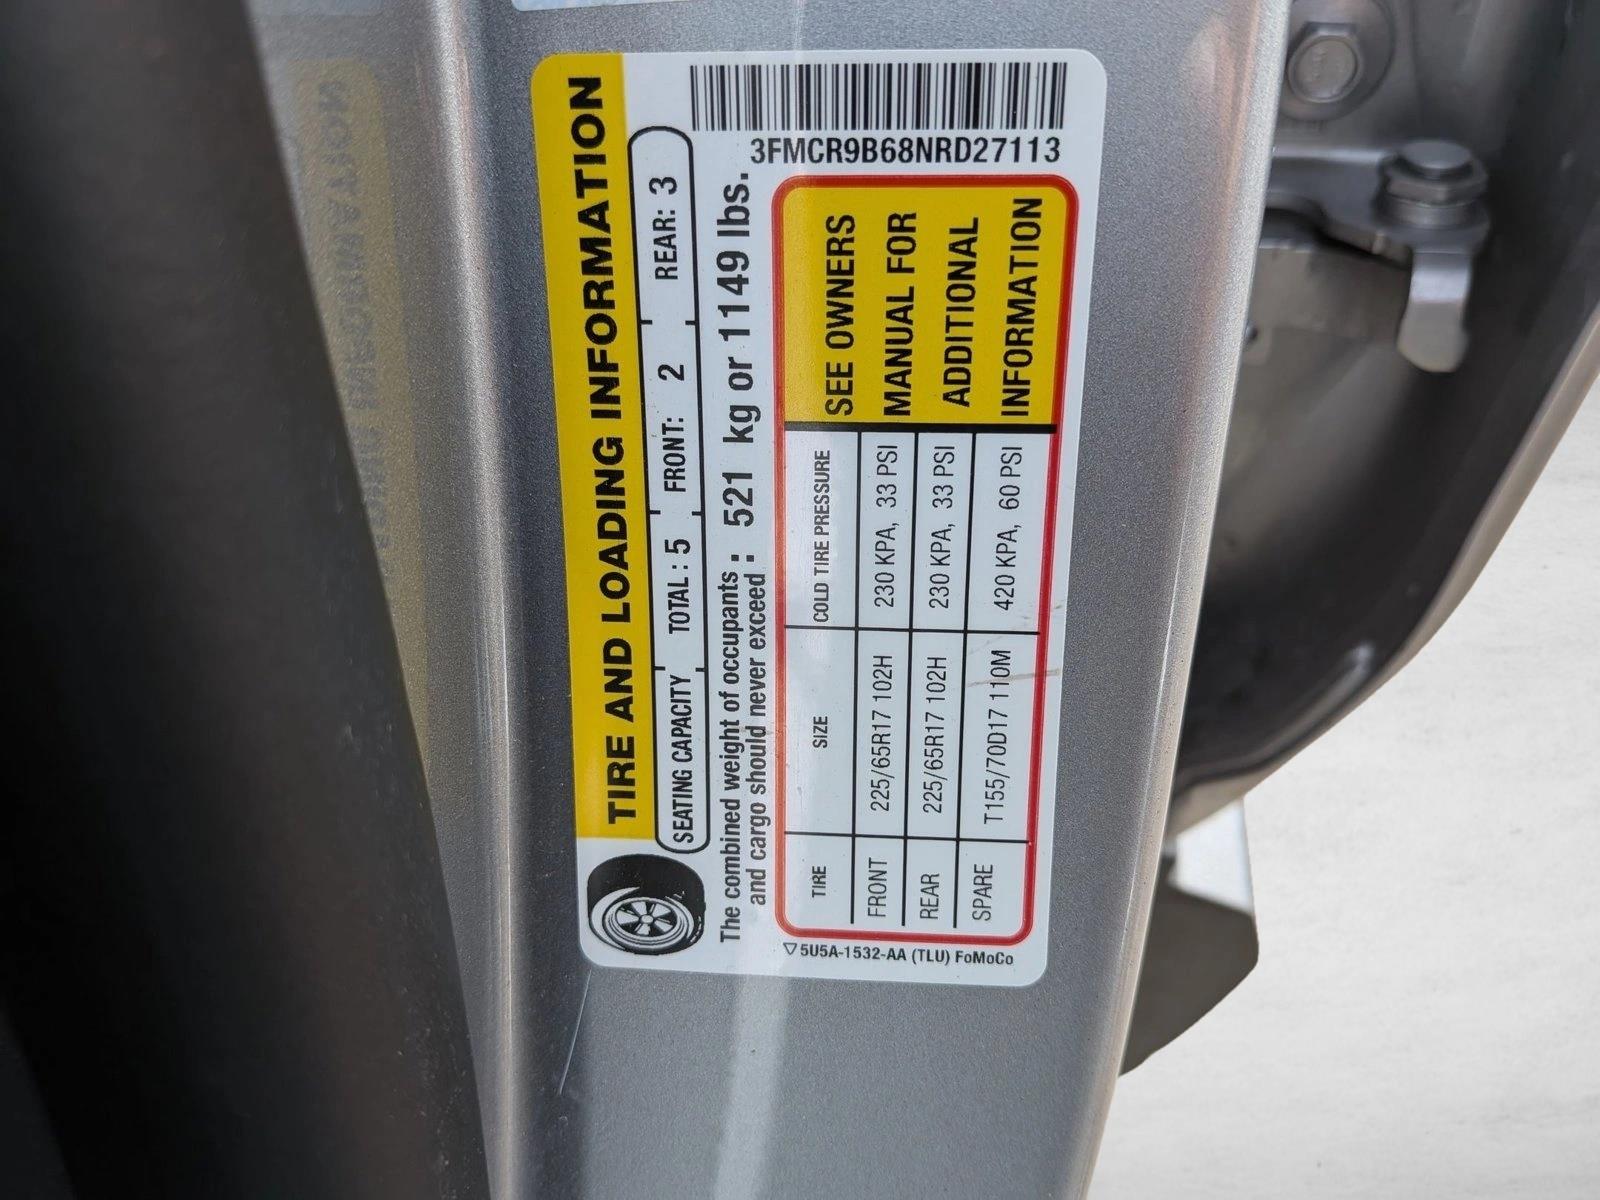 TIRE AND LOADING INFORMATION
SEATING CAPACITY TOTAL : 5 FRONT: 2 REAR: 3
The combined weight of occupants
and cargo should never exceed : 521 kg or 1149 lbs.
3FMCR9B68NRD27113
TIRE SIZE COLD TIRE PRESSURE
FRONT 225/65R17 102H 230 KPA, 33 PSI
REAR 225/65R17 102H 230 KPA, 33 PSI
SPARE T155/70D17 110M 420 KPA, 60 PSI
SEE OWNERS
MANUAL FOR
ADDITIONAL
INFORMATION
5U5A-1532-AA (TLU) FoMoCo